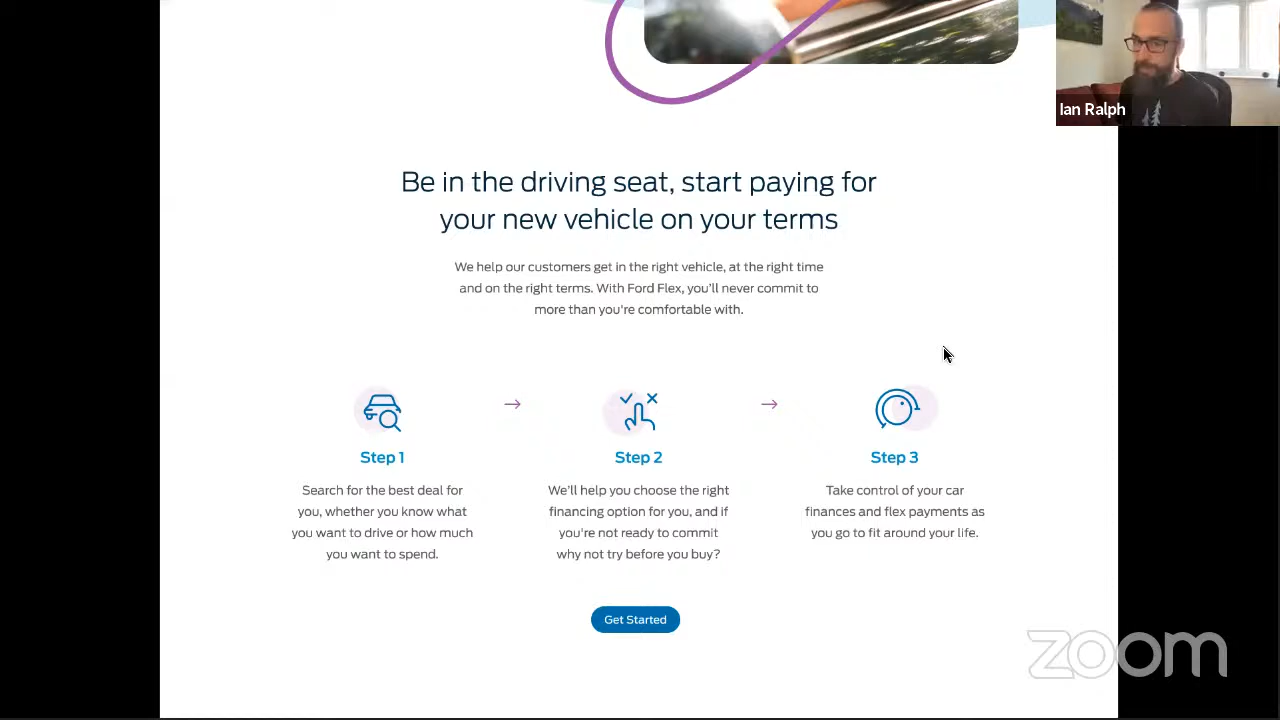 Ian Ralph
Be in the driving seat, start paying for
your new vehicle on your terms
We help our customers get in the right vehicle, at the right time
and on the right terms. With Ford Flex, you’ll never commit to
more than you're comfortable with.
Step 1
Search for the best deal for
you, whether you know what
you want to drive or how much
you want to spend.
Step 2
We’ll help you choose the right
financing option for you, and if
you're not ready to commit
why not try before you buy?
Step 3
Take control of your car
finances and flex payments as
you go to fit around your life.
Get Started
zoom